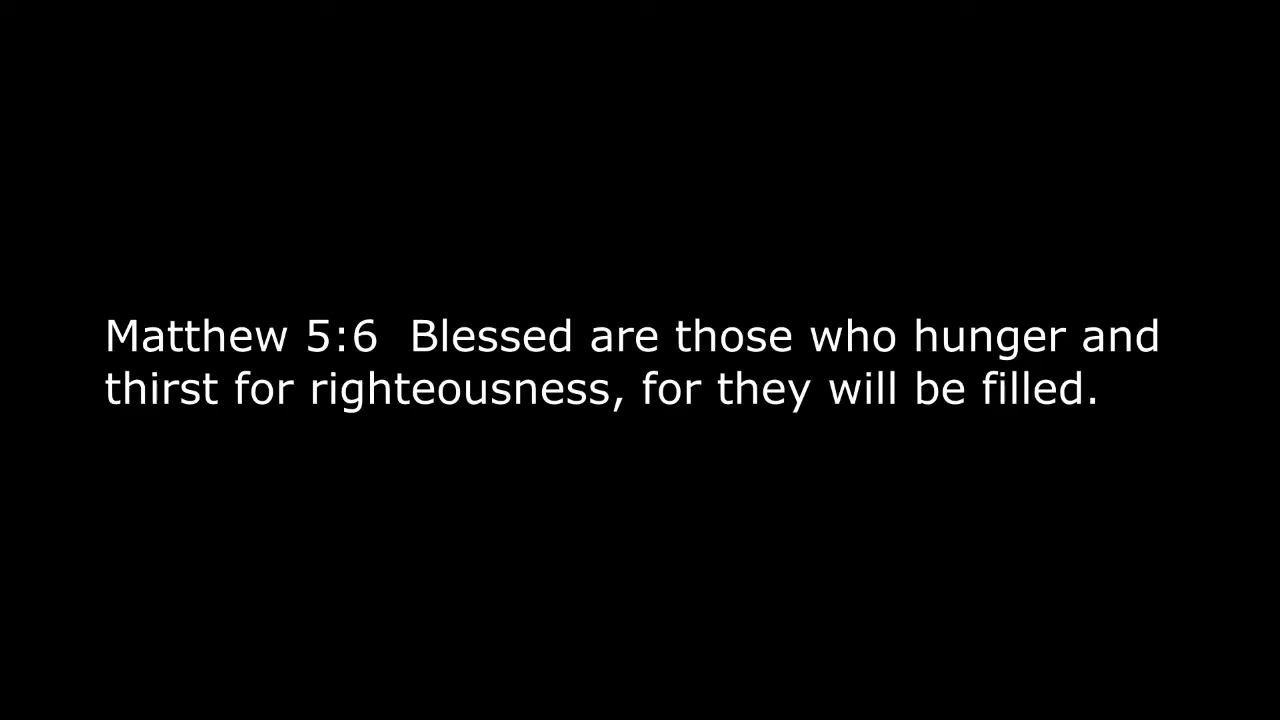 Matthew 5:6  Blessed are those who hunger and
thirst for righteousness, for they will be filled.